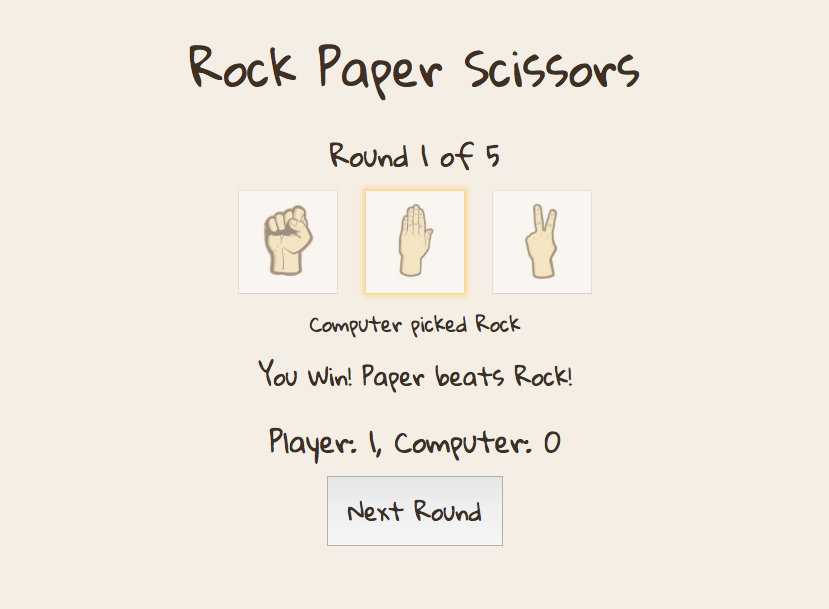 Rock Paper Scissors
Round 1 of 5
Computer picked Rock
You Win! Paper beats Rock!
Player: 1, Computer: 0
Next Round